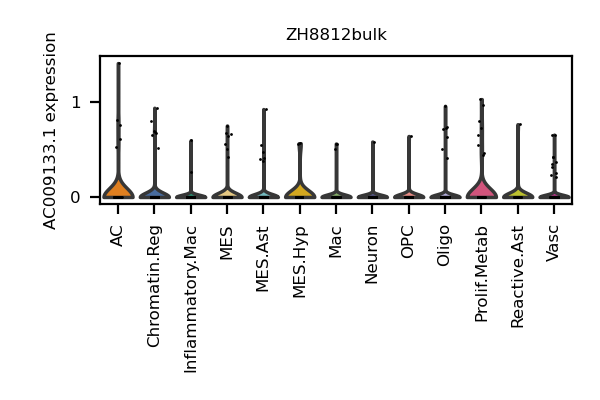 ZH8812bulk
AC009133.1 expression
1
0
AC
Chromatin.Reg
Inflammatory.Mac
MES
MES.Ast
MES.Hyp
Mac
Neuron
OPC
Oligo
Prolif.Metab
Reactive.Ast
Vasc